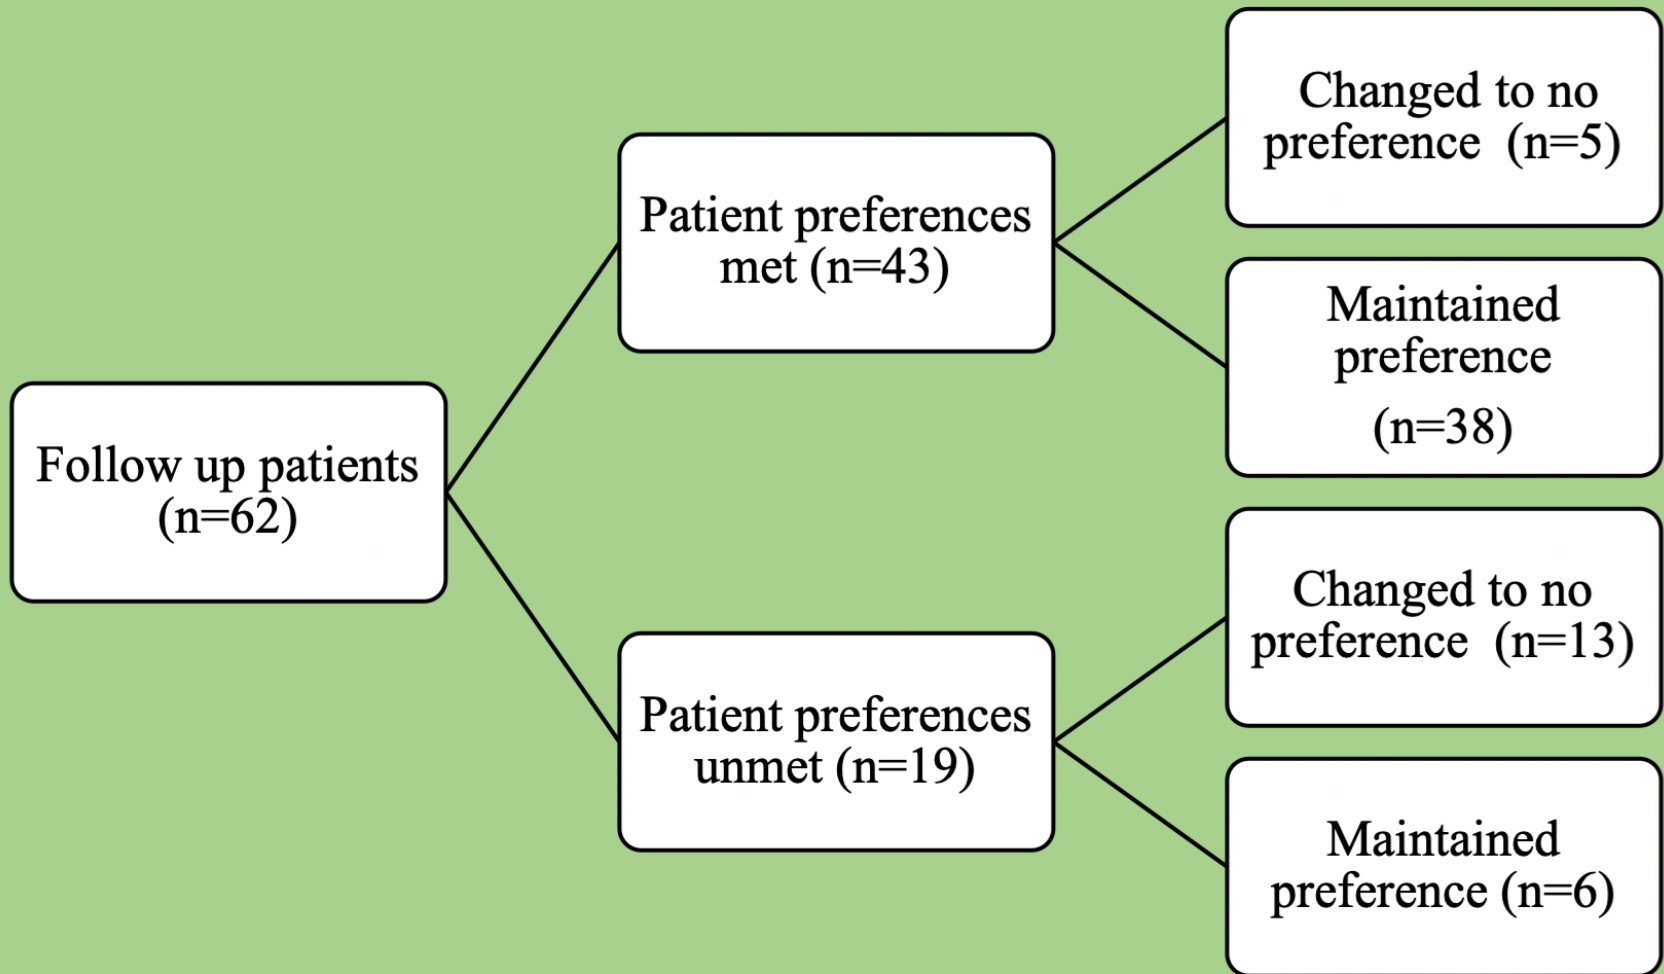 Follow up patients
(n=62)
Patient preferences
met (n=43)
Changed to no
preference  (n=5)
Maintained
preference
(n=38)
Patient preferences
unmet (n=19)
Changed to no
preference  (n=13)
Maintained
preference (n=6)